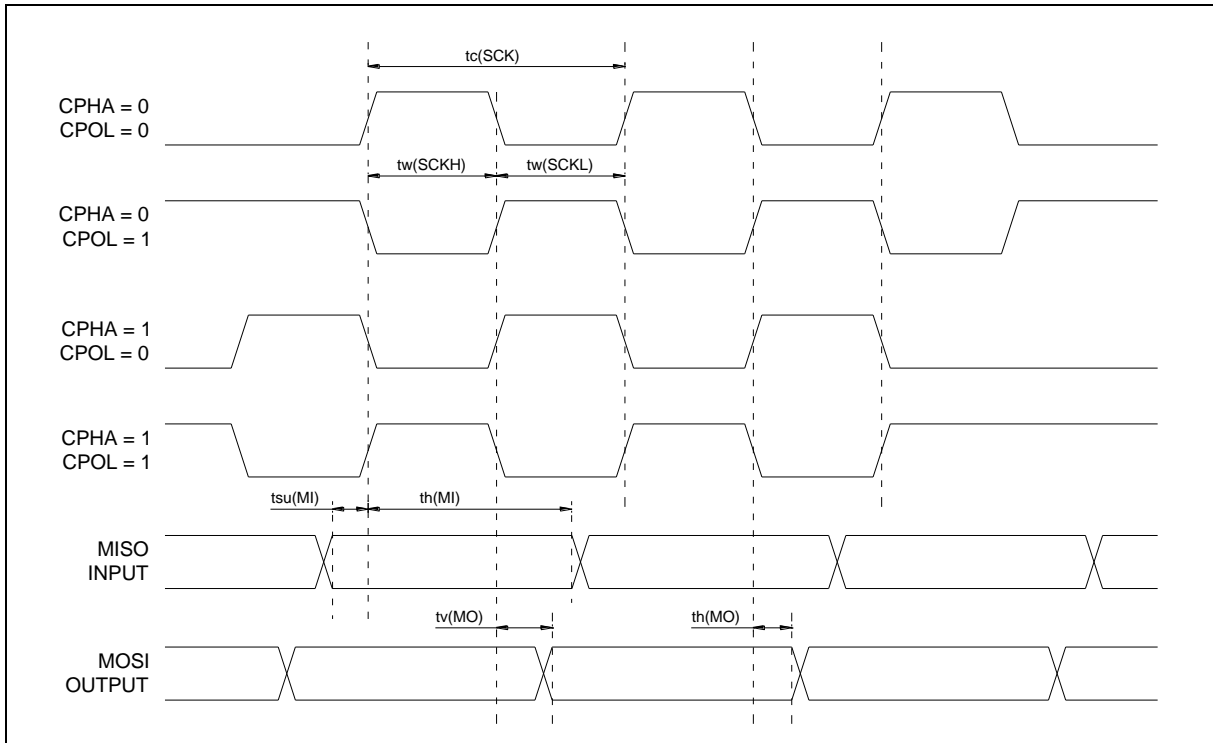 tc(SCK)
CPHA = 0
CPOL = 0
tw(SCKH)
tw(SCKL)
CPHA = 0
CPOL = 1
CPHA = 1
CPOL = 0
CPHA = 1
CPOL = 1
tsu(MI)
th(MI)
MISO
INPUT
tv(MO)
th(MO)
MOSI
OUTPUT